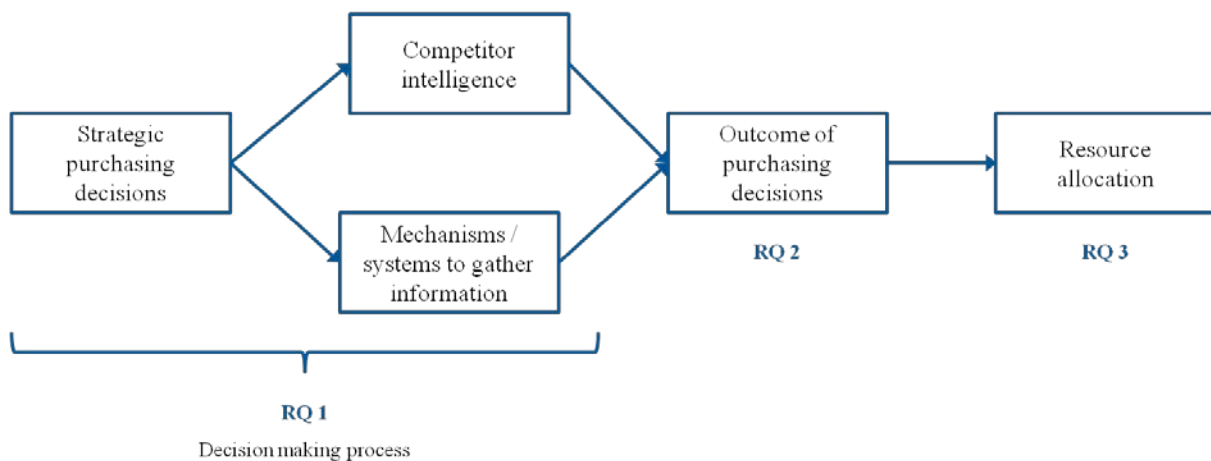 Competitor
intelligence
Strategic
purchasing
decisions
Outcome of
purchasing
decisions
Resource
allocation
Mechanisms /
systems to gather
information
RQ 2
RQ 3
RQ 1
Decision making process